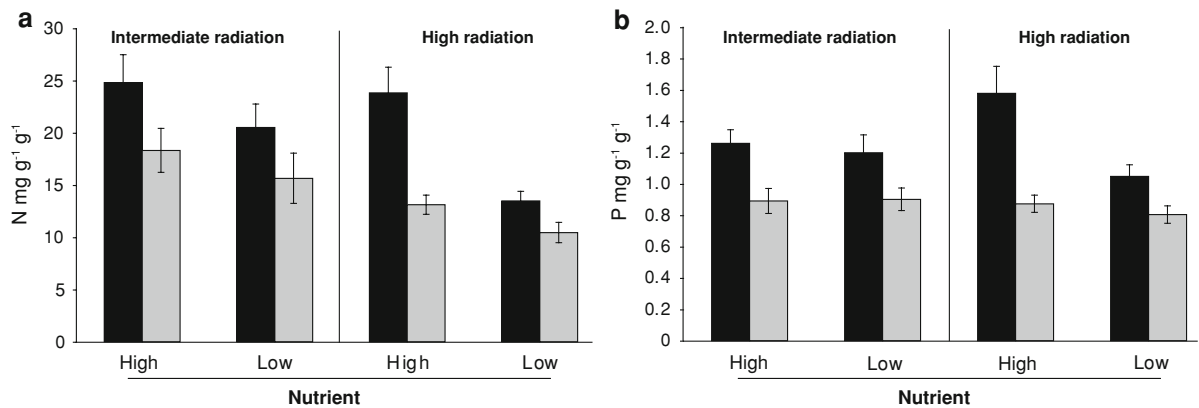 a
Intermediate radiation High radiation
N mg g⁻¹ g⁻¹
30
25
20
15
10
5
0
High Low High Low
Nutrient
b
Intermediate radiation High radiation
P mg g⁻¹ g⁻¹
2.0
1.8
1.6
1.4
1.2
1.0
0.8
0.6
0.4
0.2
0
High Low High Low
Nutrient